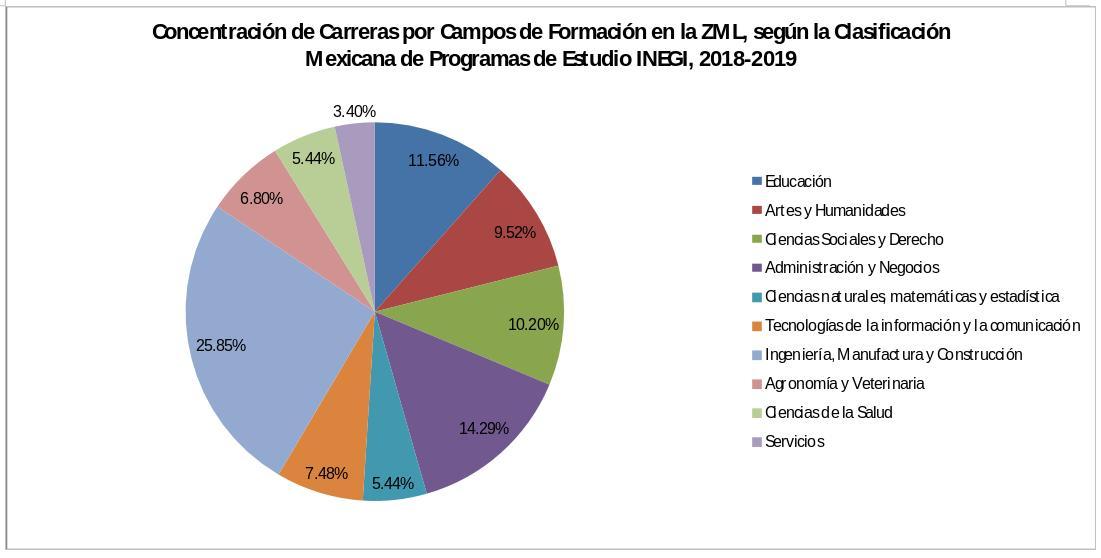 Concentración de Carreras por Campos de Formación en la ZML, según la Clasificación
Mexicana de Programas de Estudio INEGI, 2018-2019
3.40%
11.56%
5.44%
6.80%
9.52%
10.20%
25.85%
14.29%
7.48%
5.44%
Educación
Artes y Humanidades
Ciencias Sociales y Derecho
Administración y Negocios
Ciencias naturales, matemáticas y estadística
Tecnologías de la información y la comunicación
Ingeniería, Manufactura y Construcción
Agronomía y Veterinaria
Ciencias de la Salud
Servicios